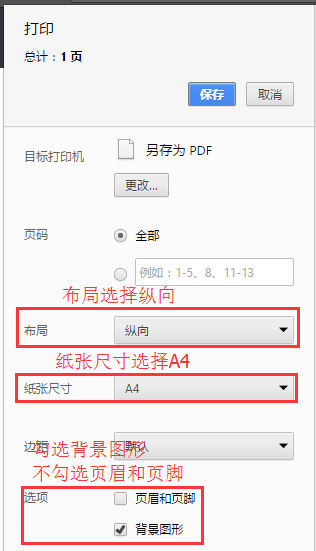 打印
总计：1 页
保存
取消
目标打印机
另存为 PDF
更改...
页码
全部
例如：1-5、8、11-13
布局选择纵向
布局
纵向
纸张尺寸选择A4
纸张尺寸
A4
勾选背景图形
边距
默认
不勾选页眉和页脚
选项
页眉和页脚
背景图形